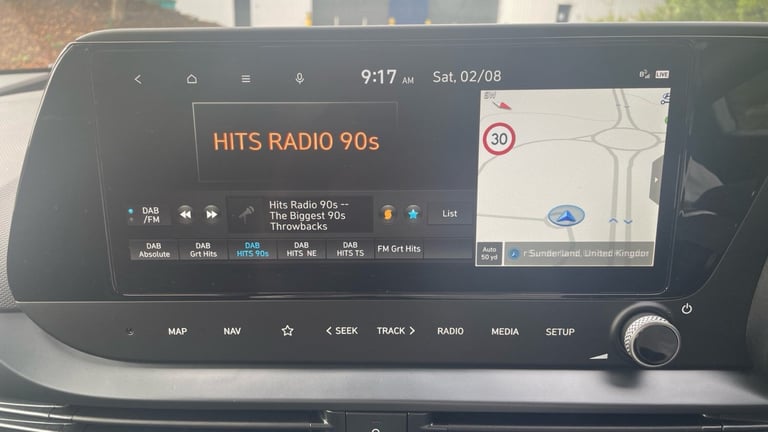 9:17 AM Sat, 02/08
LIVE
HITS RADIO 90s
30
DAB
/FM
Hits Radio 90s --
The Biggest 90s
Throwbacks
List
DAB
Absolute
DAB
Grt Hits
DAB
HITS 90s
DAB
HITS NE
DAB
HITS TS
FM Grt Hits
Auto
50 yd
r Sunderland, United Kingdor
MAP
NAV
< SEEK
TRACK >
RADIO
MEDIA
SETUP